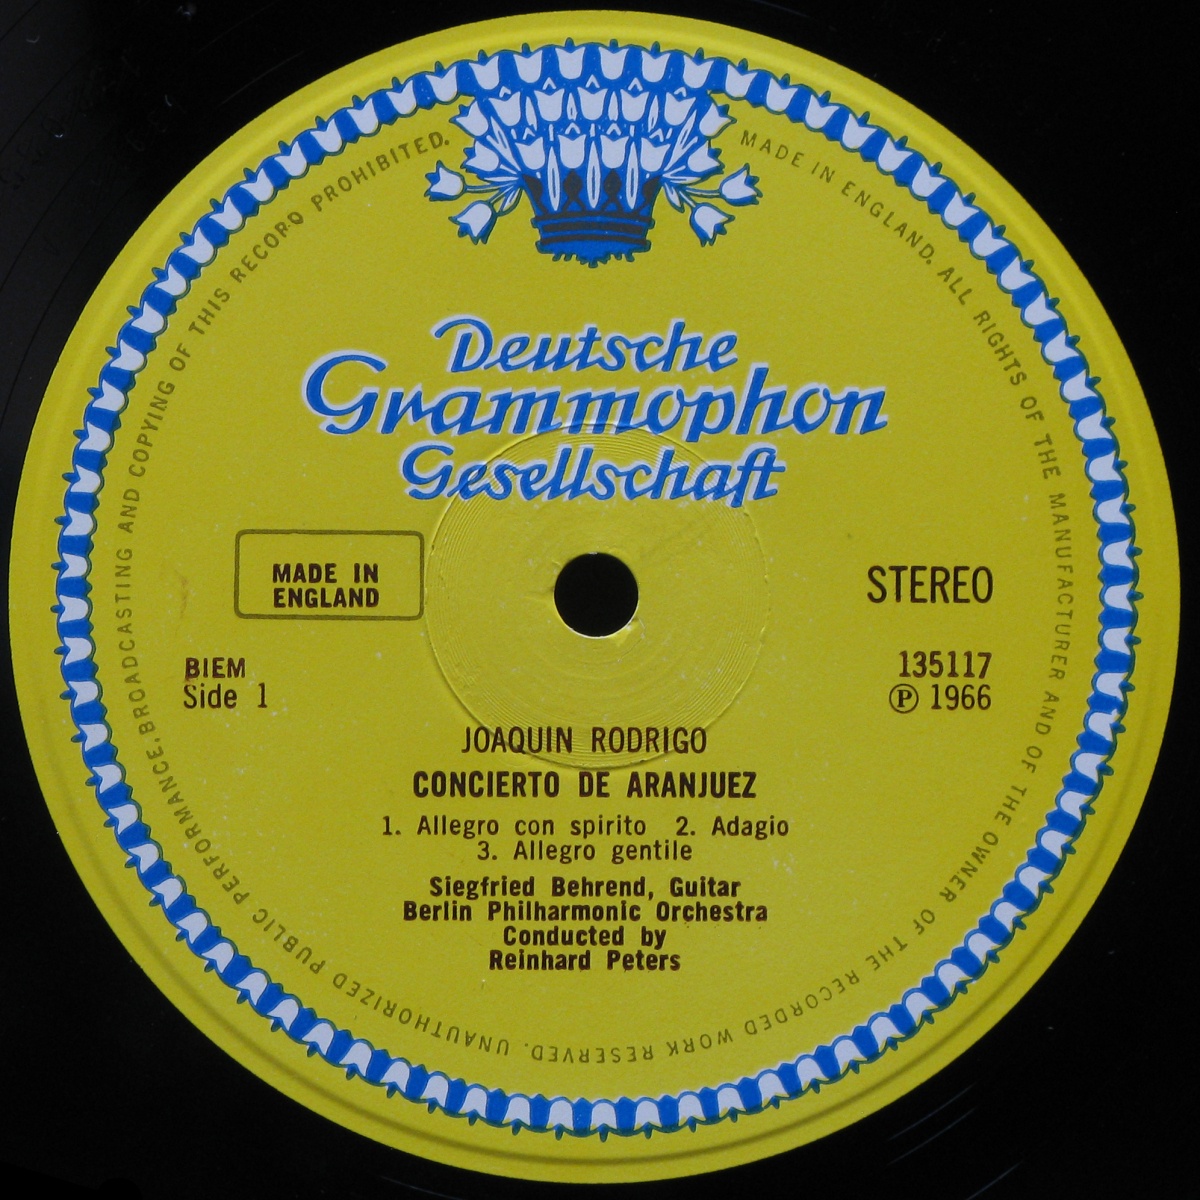 MADE IN ENGLAND. ALL RIGHTS OF THE MANUFACTURER AND OF THE OWNER OF THE RECORDED WORK RESERVED. UNAUTHORIZED PUBLIC PERFORMANCE, BROADCASTING AND COPYING OF THIS RECORD PROHIBITED.
Deutsche
Grammophon
Gesellschaft
MADE IN
ENGLAND
STEREO
BIEM
Side 1
135117
℗ 1966
JOAQUIN RODRIGO
CONCIERTO DE ARANJUEZ
1. Allegro con spirito 2. Adagio
3. Allegro gentile
Siegfried Behrend, Guitar
Berlin Philharmonic Orchestra
Conducted by
Reinhard Peters